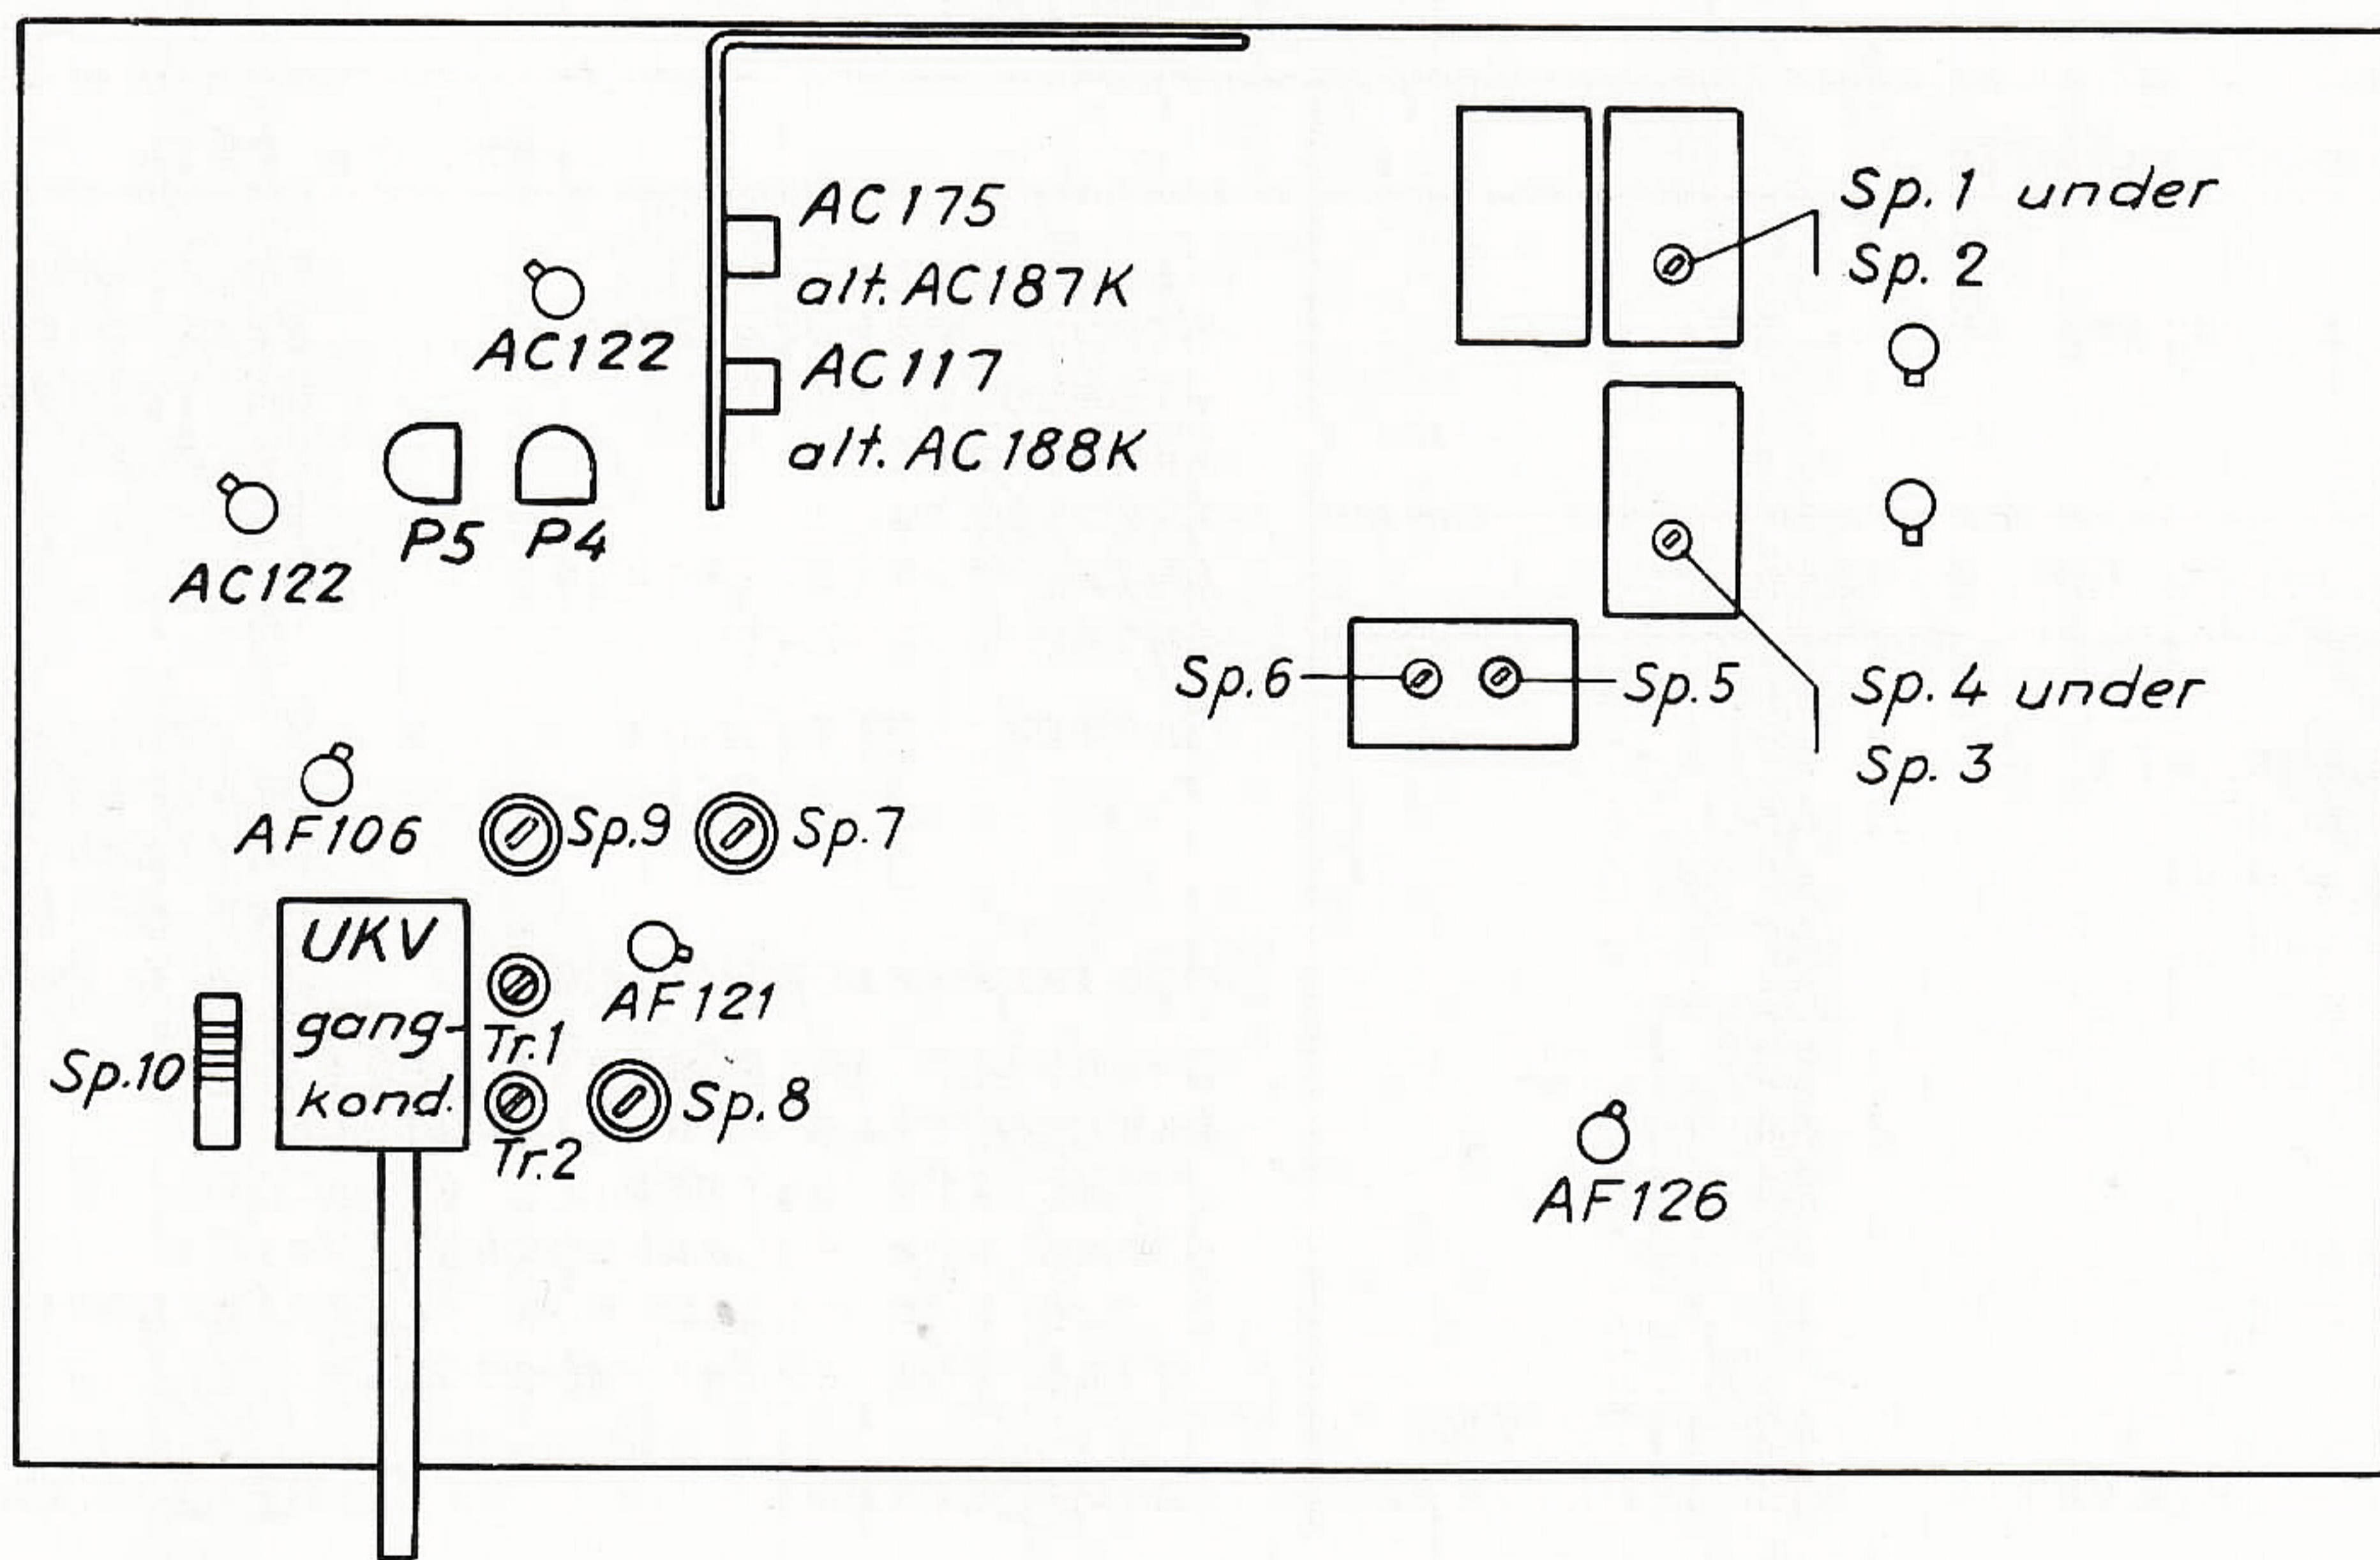 AC175
alt. AC187K
AC117
alt. AC188K
Sp. 1 under
Sp. 2
AC122
P5
P4
AC122
Sp.6
Sp.5
Sp. 4 under
Sp. 3
AF106
Sp.9
Sp.7
UKV
gang-
kond.
Tr.1
AF121
Sp.10
Tr.2
Sp.8
AF126